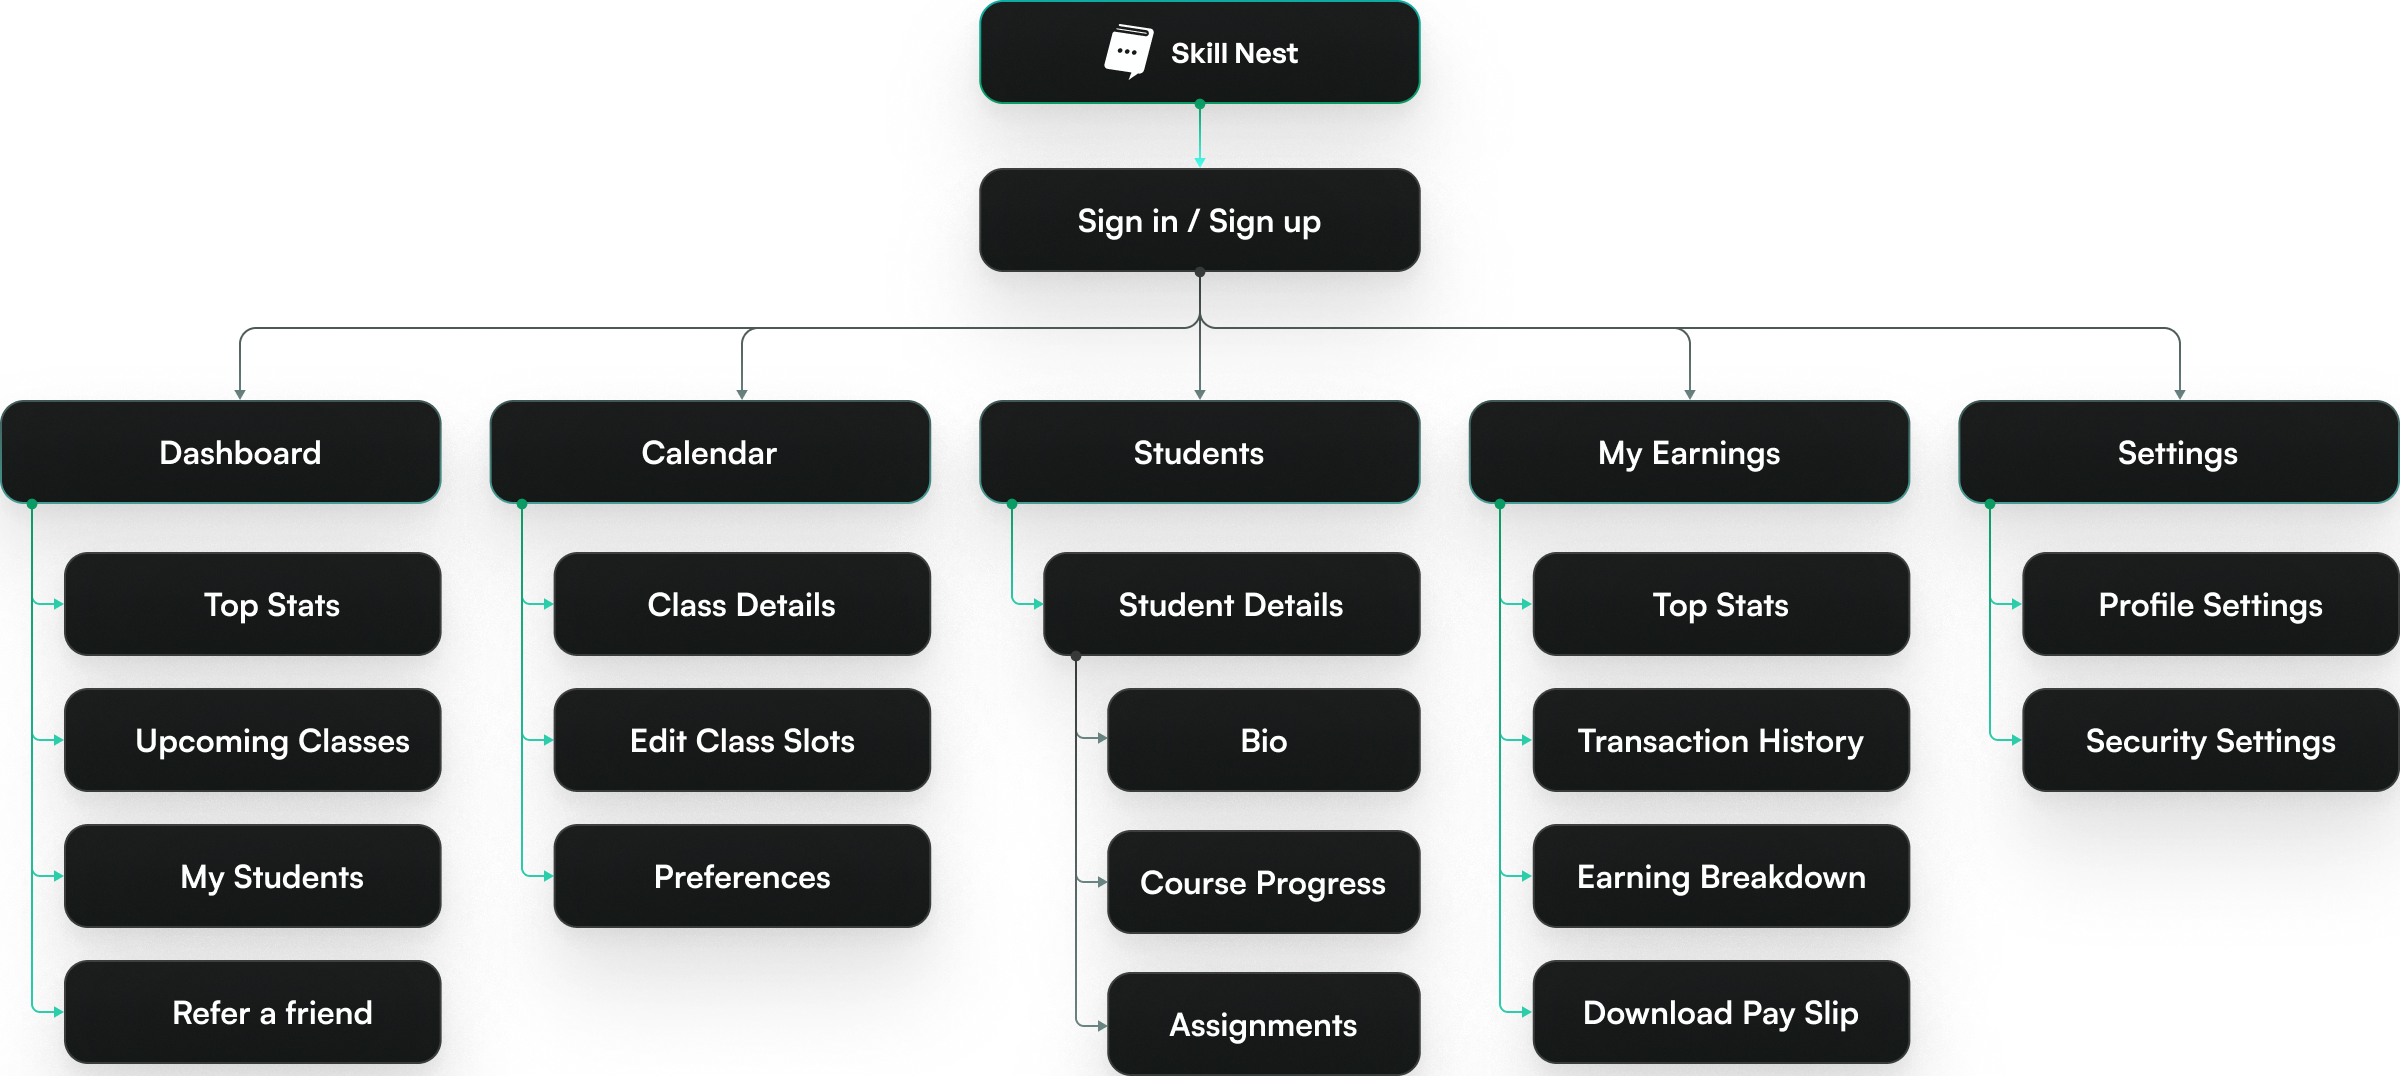 Skill Nest
Sign in / Sign up
Dashboard
Calendar
Students
My Earnings
Settings
Top Stats
Upcoming Classes
My Students
Refer a friend
Class Details
Edit Class Slots
Preferences
Student Details
Bio
Course Progress
Assignments
Top Stats
Transaction History
Earning Breakdown
Download Pay Slip
Profile Settings
Security Settings